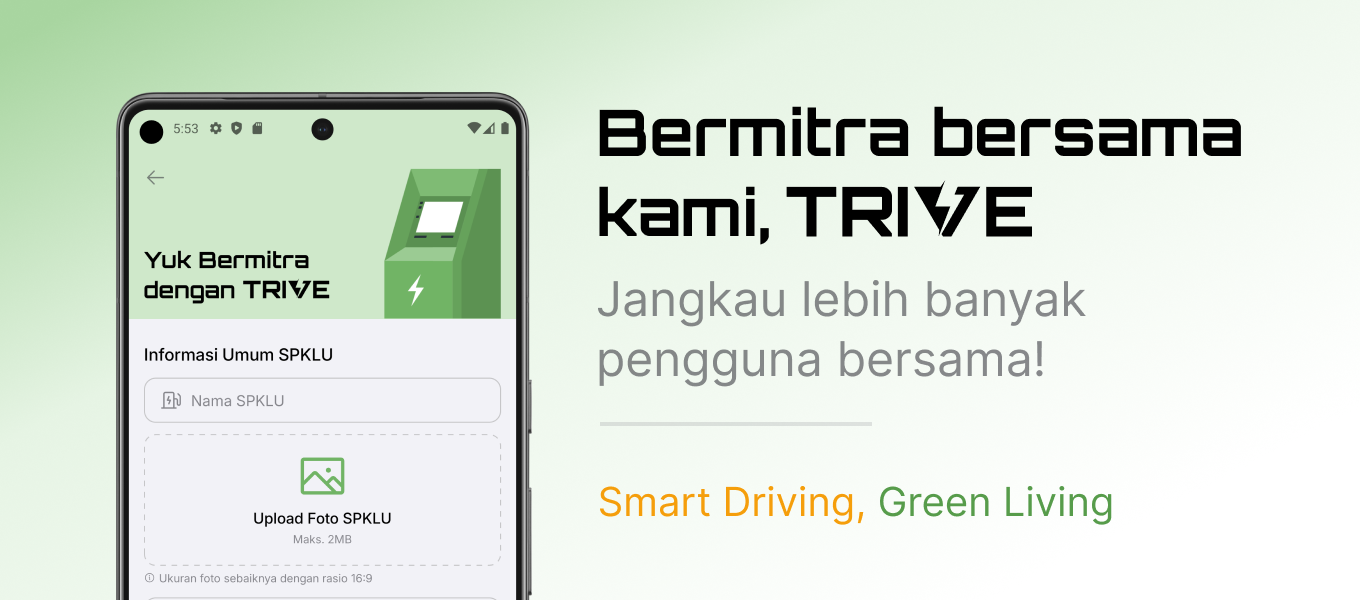 5:53
Yuk Bermitra
dengan TRIVE
Informasi Umum SPKLU
Nama SPKLU
Upload Foto SPKLU
Maks. 2MB
Ukuran foto sebaiknya dengan rasio 16:9
Bermitra bersama
kami, TRIVE
Jangkau lebih banyak
pengguna bersama!
Smart Driving, Green Living